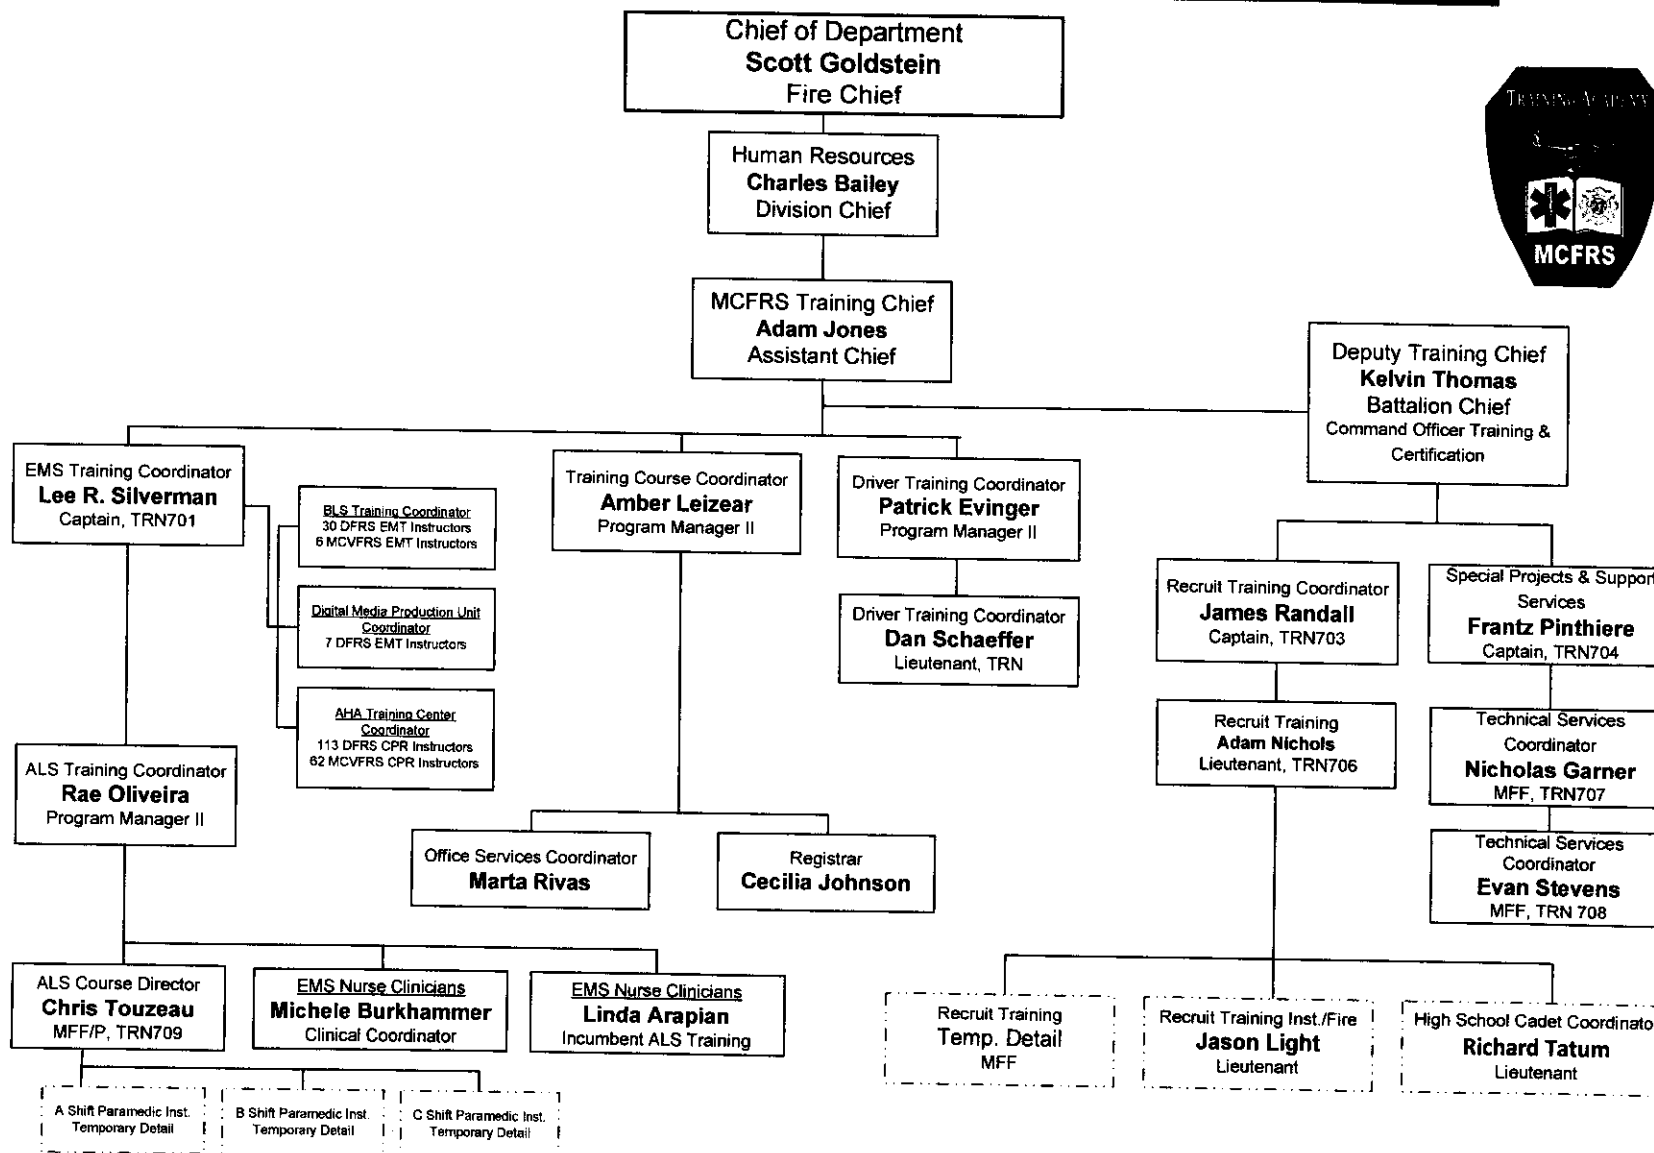 Chief of Department
Scott Goldstein
Fire Chief
TRAINING ACADEMY
MCFRS
Human Resources
Charles Bailey
Division Chief
MCFRS Training Chief
Adam Jones
Assistant Chief
Deputy Training Chief
Kelvin Thomas
Battalion Chief
Command Officer Training &
Certification
EMS Training Coordinator
Lee R. Silverman
Captain, TRN701
BLS Training Coordinator
30 DFRS EMT Instructors
6 MCVFRS EMT Instructors
Digital Media Production Unit
Coordinator
7 DFRS EMT Instructors
AHA Training Center
Coordinator
113 DFRS CPR Instructors
62 MCVFRS CPR Instructors
Training Course Coordinator
Amber Leizear
Program Manager II
Driver Training Coordinator
Patrick Evinger
Program Manager II
Driver Training Coordinator
Dan Schaeffer
Lieutenant, TRN
Recruit Training Coordinator
James Randall
Captain, TRN703
Special Projects & Support
Services
Frantz Pinthiere
Captain, TRN704
Recruit Training
Adam Nichols
Lieutenant, TRN706
Technical Services
Coordinator
Nicholas Garner
MFF, TRN707
Technical Services
Coordinator
Evan Stevens
MFF, TRN 708
ALS Training Coordinator
Rae Oliveira
Program Manager II
Office Services Coordinator
Marta Rivas
Registrar
Cecilia Johnson
ALS Course Director
Chris Touzeau
MFF/P, TRN709
EMS Nurse Clinicians
Michele Burkhammer
Clinical Coordinator
EMS Nurse Clinicians
Linda Arapian
Incumbent ALS Training
Recruit Training
Temp. Detail
MFF
Recruit Training Inst./Fire
Jason Light
Lieutenant
High School Cadet Coordinato
Richard Tatum
Lieutenant
A Shift Paramedic Inst.
Temporary Detail
B Shift Paramedic Inst.
Temporary Detail
C Shift Paramedic Inst.
Temporary Detail